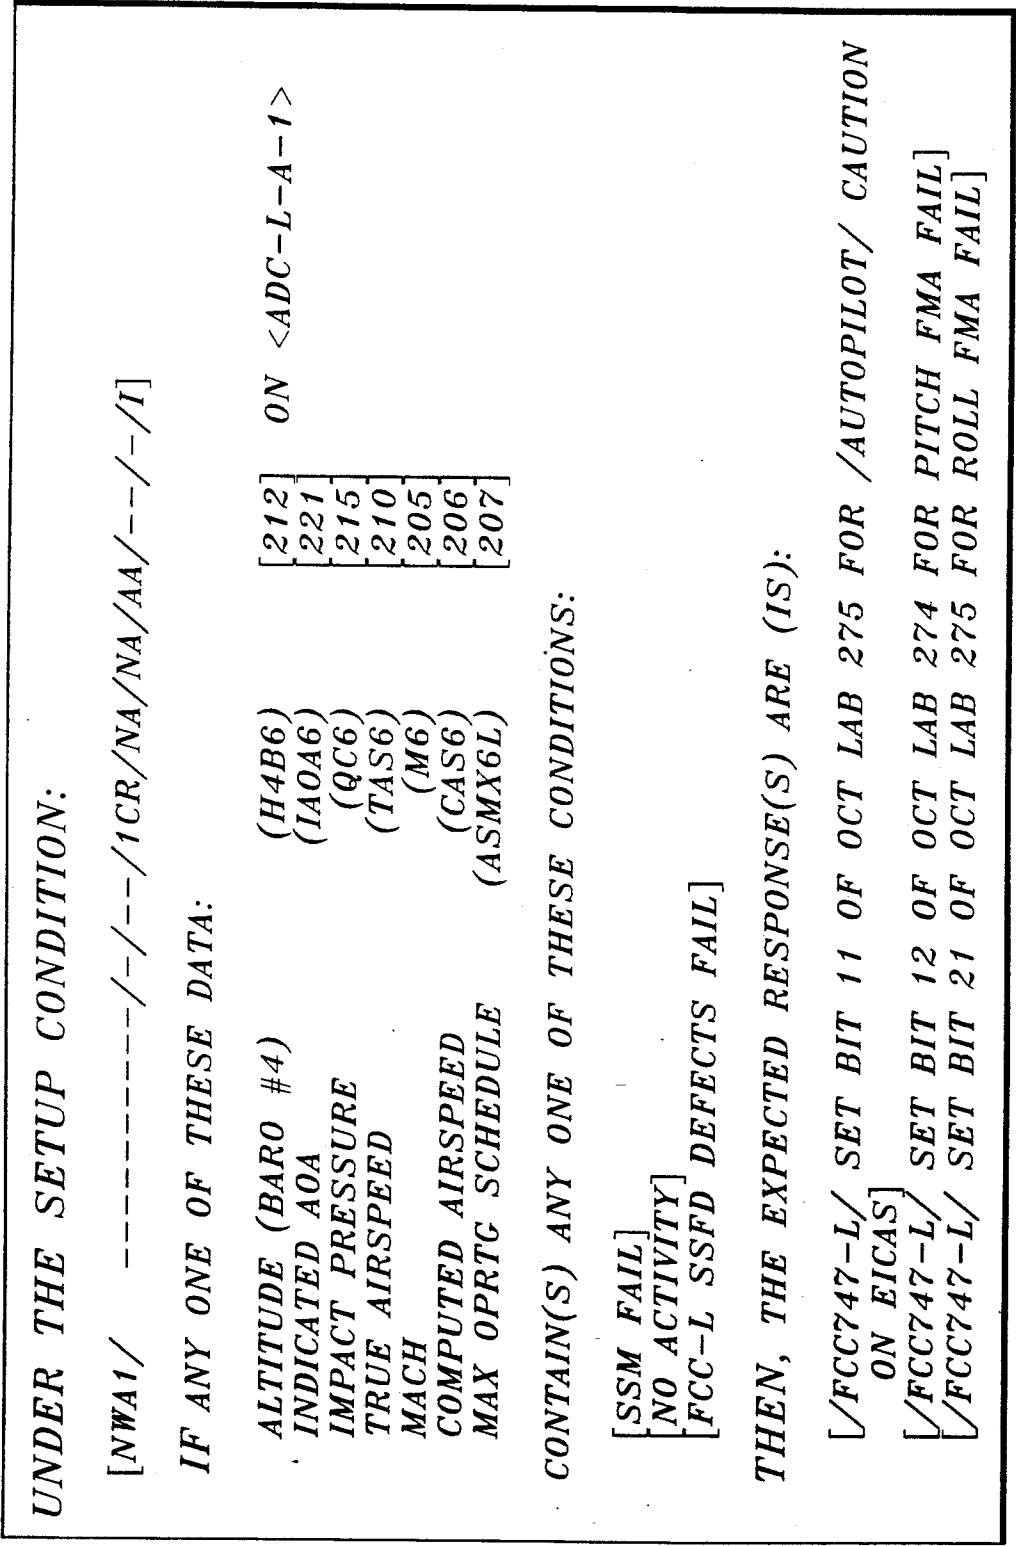 UNDER THE SETUP CONDITION:
[NWA1/ ---------/-/--/1CR/NA/NA/AA/--/-/-/I]
IF ANY ONE OF THESE DATA:
ALTITUDE (BARO #4) (H4B6) [212] ON <ADC-L-A-1>
INDICATED AOA (IAOA6) [221]
IMPACT PRESSURE (QC6) [215]
TRUE AIRSPEED (TAS6) [210]
MACH (M6) [205]
COMPUTED AIRSPEED (CAS6) [206]
MAX OPRTG SCHEDULE (ASMX6L) [207]
CONTAIN(S) ANY ONE OF THESE CONDITIONS:
[SSM FAIL]
[NO ACTIVITY]
[FCC-L SSFD DEFECTS FAIL]
THEN, THE EXPECTED RESPONSE(S) ARE (IS):
[/FCC747-L/ SET BIT 11 OF OCT LAB 275 FOR /AUTOPILOT/ CAUTION
ON EICAS]
[/FCC747-L/ SET BIT 12 OF OCT LAB 274 FOR PITCH FMA FAIL]
[/FCC747-L/ SET BIT 21 OF OCT LAB 275 FOR ROLL FMA FAIL]